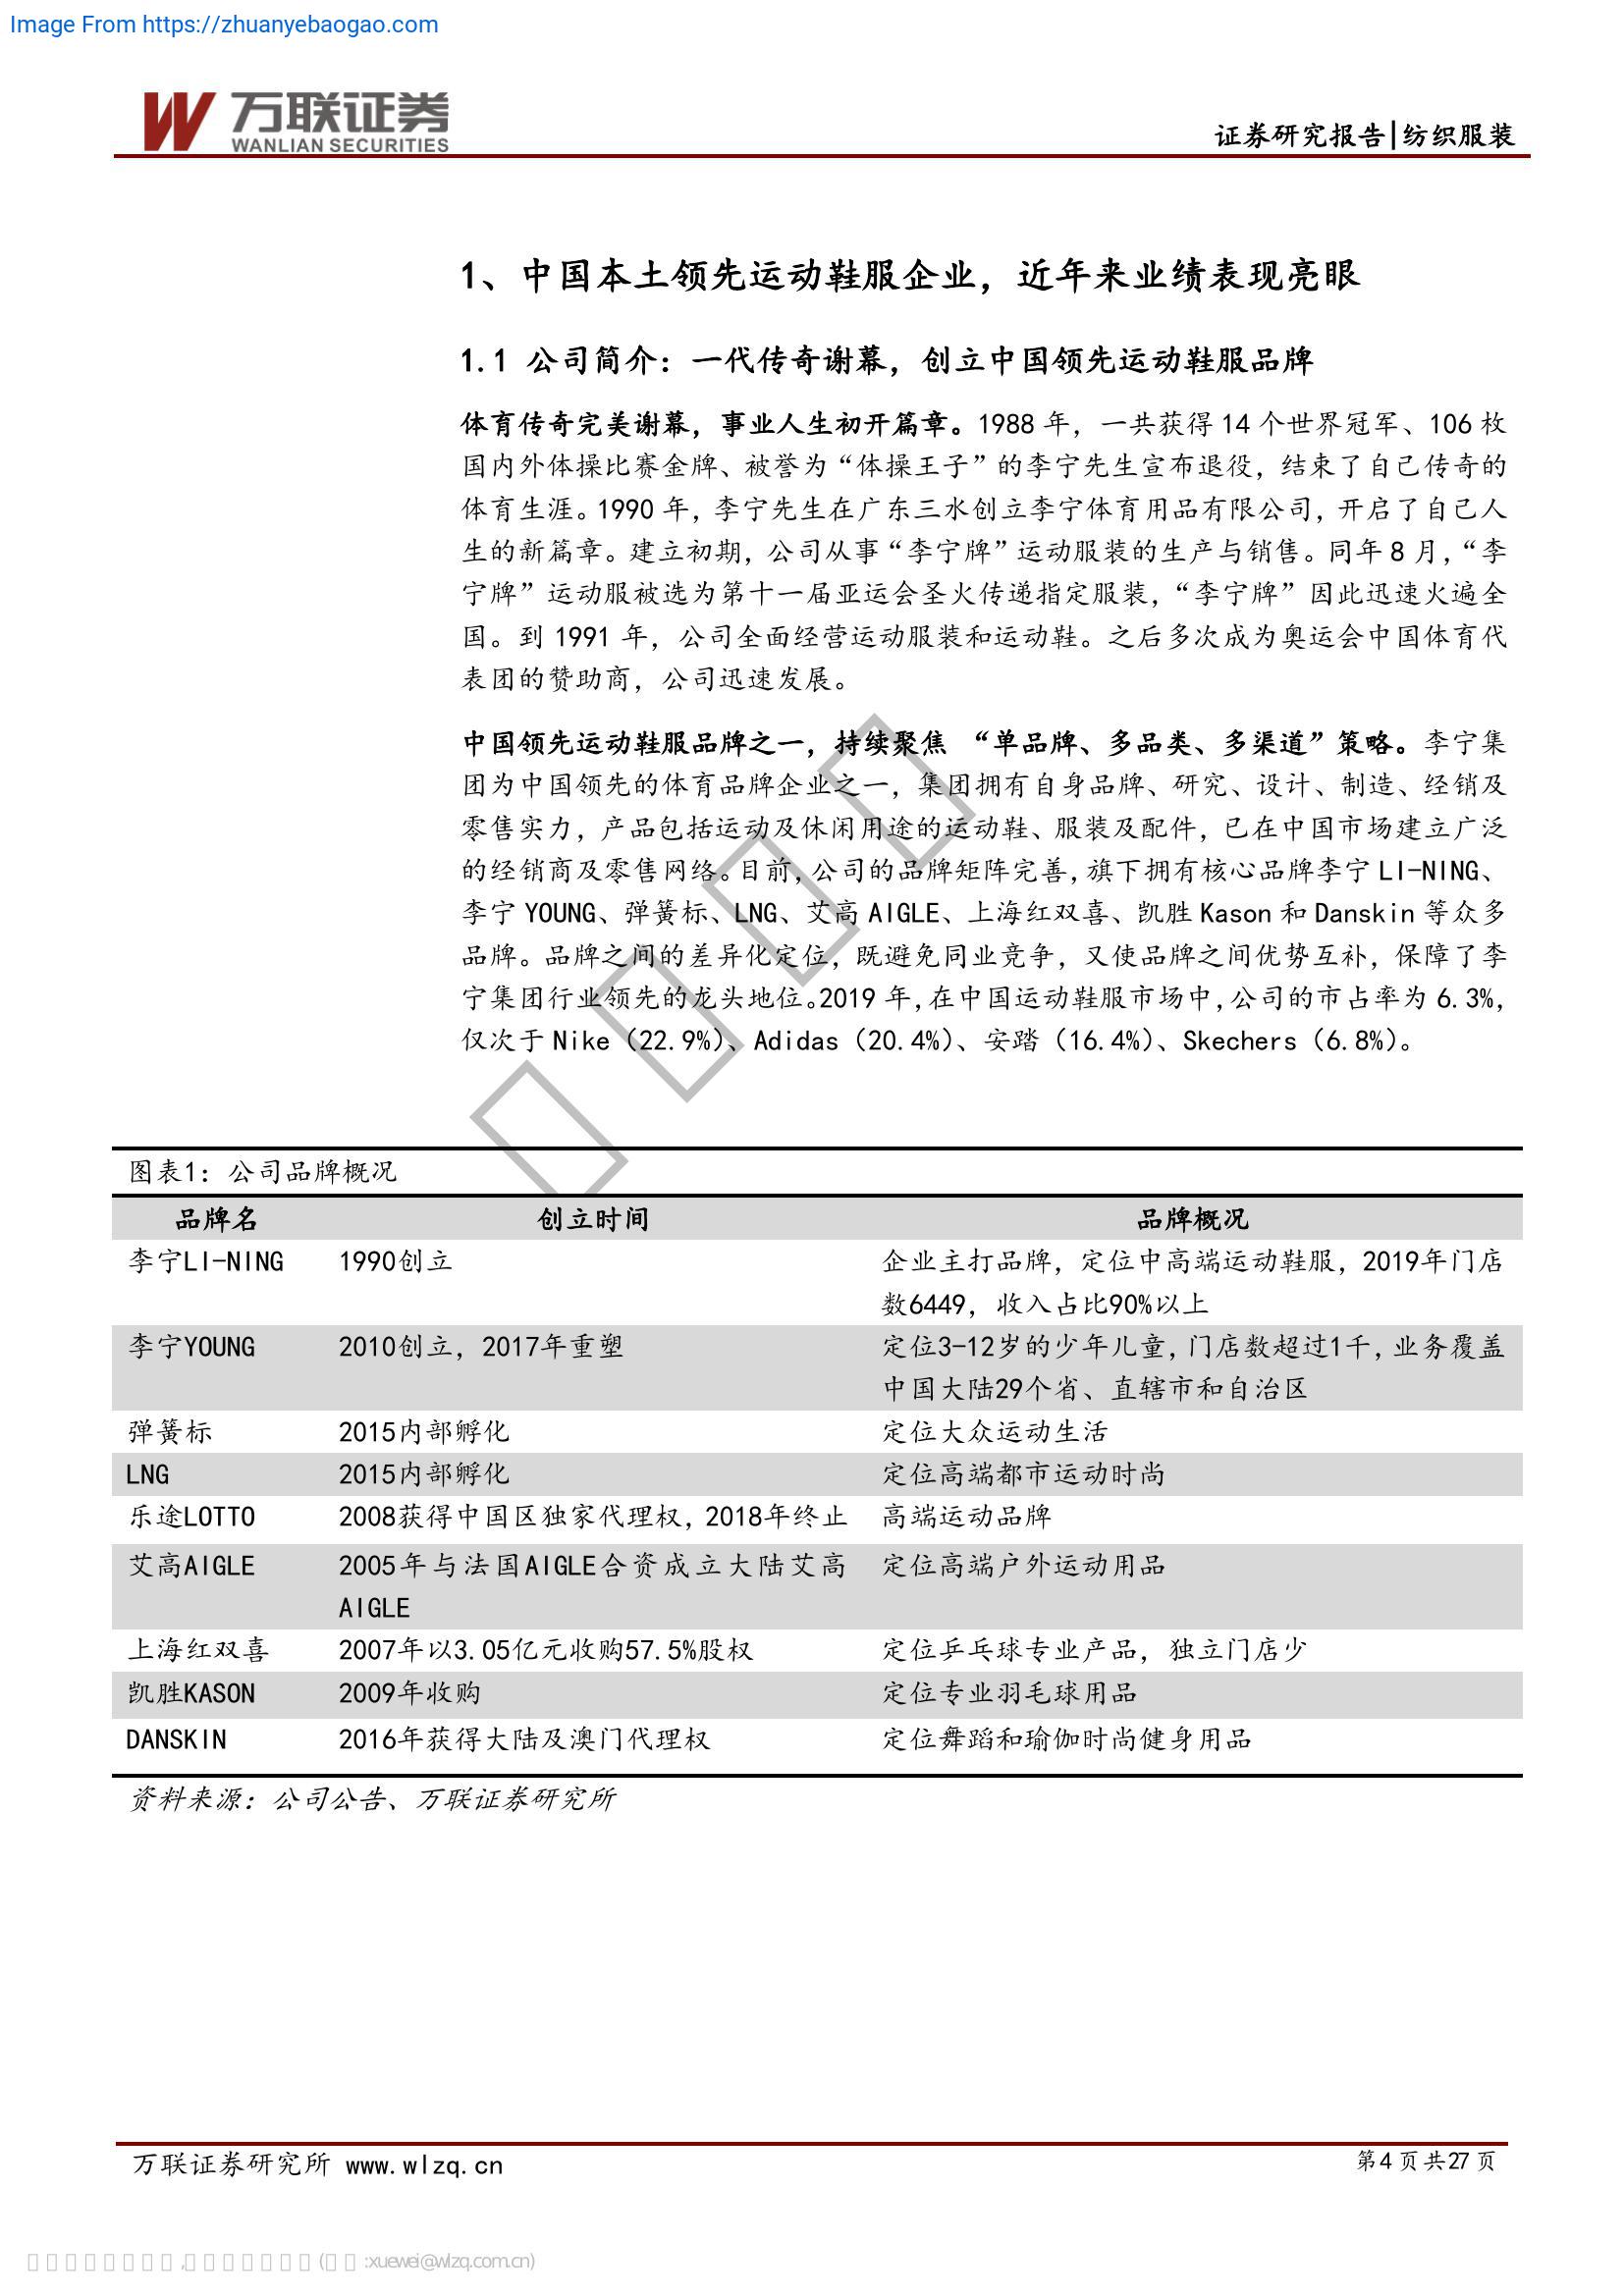 Image From https://zhuanyebaogao.com
万联证券
WANLIAN SECURITIES
证券研究报告|纺织服装
1、中国本土领先运动鞋服企业，近年来业绩表现亮眼
1.1 公司简介：一代传奇谢幕，创立中国领先运动鞋服品牌
体育传奇完美谢幕，事业人生初开篇章。1988 年，一共获得 14 个世界冠军、106 枚
国内外体操比赛金牌、被誉为“体操王子”的李宁先生宣布退役，结束了自己传奇的
体育生涯。1990 年，李宁先生在广东三水创立李宁体育用品有限公司，开启了自己人
生的新篇章。建立初期，公司从事“李宁牌”运动服装的生产与销售。同年 8 月，“李
宁牌”运动服被选为第十一届亚运会圣火传递指定服装，“李宁牌”因此迅速火遍全
国。到 1991 年，公司全面经营运动服装和运动鞋。之后多次成为奥运会中国体育代
表团的赞助商，公司迅速发展。
中国领先运动鞋服品牌之一，持续聚焦 “单品牌、多品类、多渠道”策略。李宁集
团为中国领先的体育品牌企业之一，集团拥有自身品牌、研究、设计、制造、经销及
零售实力，产品包括运动及休闲用途的运动鞋、服装及配件，已在中国市场建立广泛
的经销商及零售网络。目前，公司的品牌矩阵完善，旗下拥有核心品牌李宁 LI-NING、
李宁 YOUNG、弹簧标、LNG、艾高 AIGLE、上海红双喜、凯胜 Kason 和 Danskin 等众多
品牌。品牌之间的差异化定位，既避免同业竞争，又使品牌之间优势互补，保障了李
宁集团行业领先的龙头地位。2019 年，在中国运动鞋服市场中，公司的市占率为 6.3%，
仅次于 Nike（22.9%）、Adidas（20.4%）、安踏（16.4%）、Skechers（6.8%）。
图表1：公司品牌概况
品牌名 创立时间 品牌概况
李宁LI-NING 1990创立 企业主打品牌，定位中高端运动鞋服，2019年门店
数6449，收入占比90%以上
李宁YOUNG 2010创立，2017年重塑 定位3-12岁的少年儿童，门店数超过1千，业务覆盖
中国大陆29个省、直辖市和自治区
弹簧标 2015内部孵化 定位大众运动生活
LNG 2015内部孵化 定位高端都市运动时尚
乐途LOTTO 2008获得中国区独家代理权，2018年终止 高端运动品牌
艾高AIGLE 2005年与法国AIGLE合资成立大陆艾高 定位高端户外运动用品
AIGLE
上海红双喜 2007年以3.05亿元收购57.5%股权 定位乒乓球专业产品，独立门店少
凯胜KASON 2009年收购 定位专业羽毛球用品
DANSKIN 2016年获得大陆及澳门代理权 定位舞蹈和瑜伽时尚健身用品
资料来源：公司公告、万联证券研究所
万联证券研究所 www.wlzq.cn
第4 页 共27 页
(:xuewei@wlzq.com.cn)